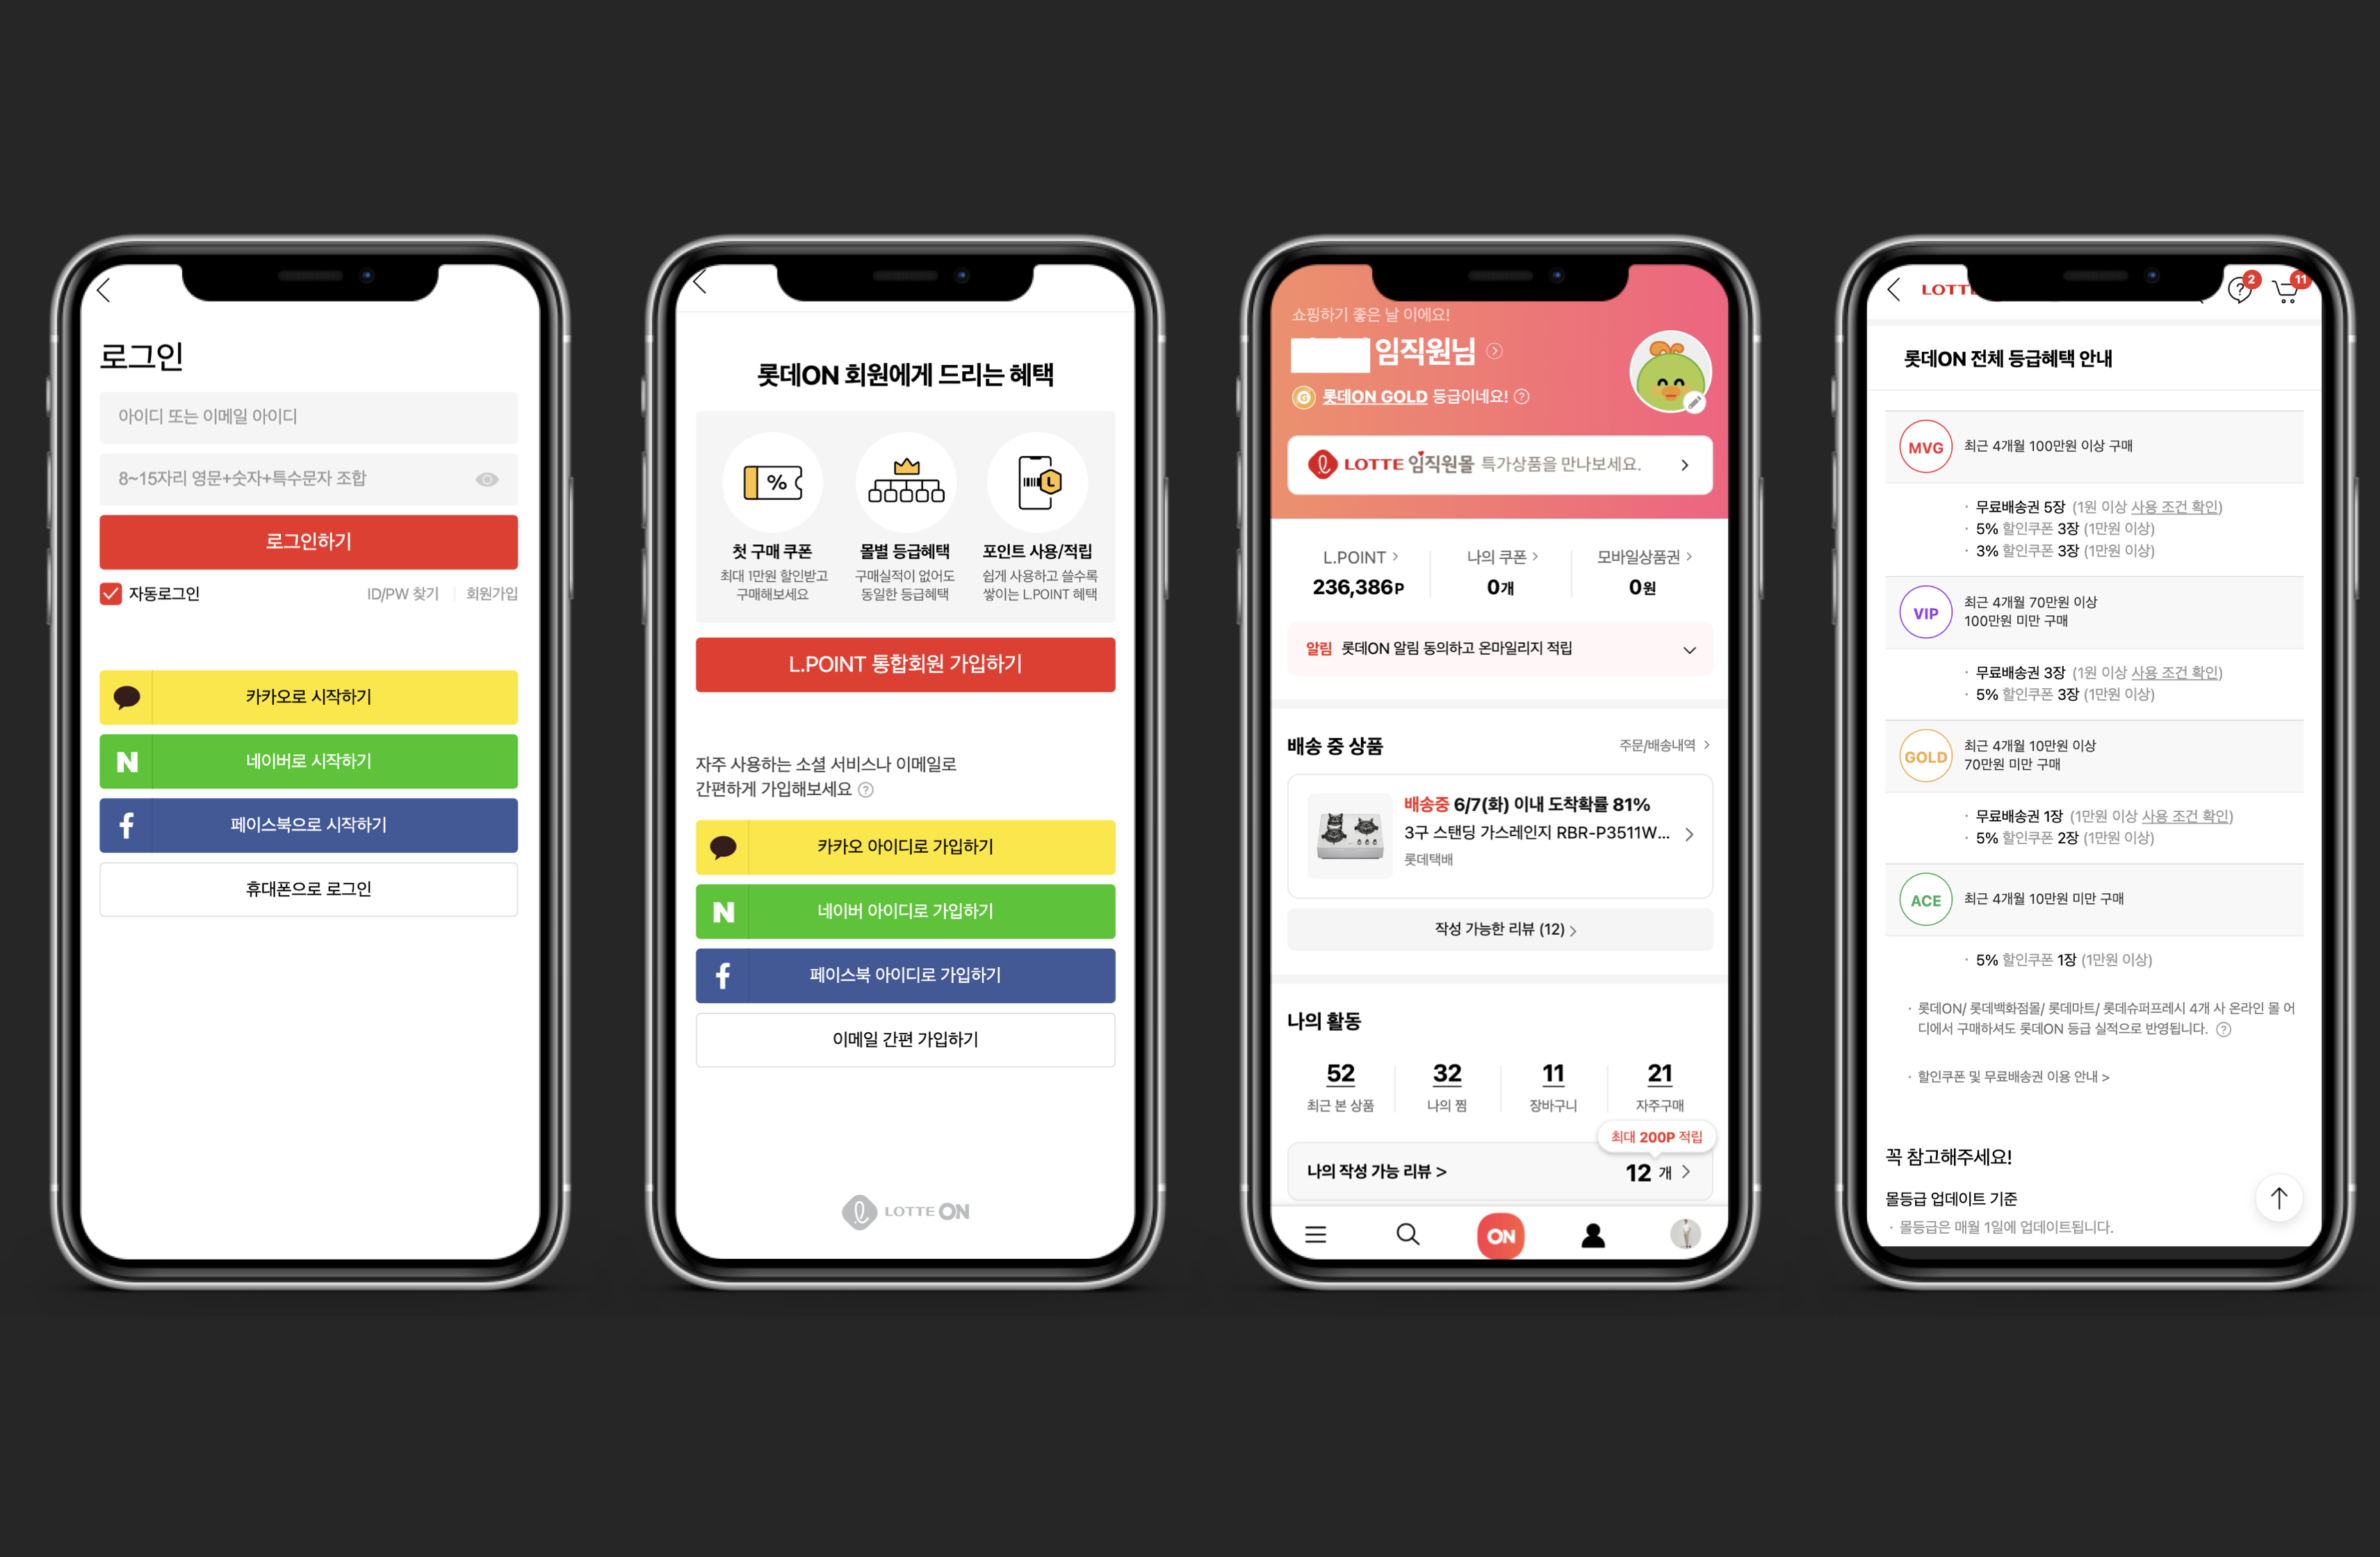 로그인
아이디 또는 이메일 아이디
8~15자리 영문+숫자+특수문자 조합
로그인하기
자동로그인
ID/PW 찾기
회원가입
카카오로 시작하기
N
네이버로 시작하기
f
페이스북으로 시작하기
휴대폰으로 로그인
롯데ON 회원에게 드리는 혜택
%
L
첫 구매 쿠폰
최대 1만원 할인받고
구매해보세요
몰별 등급혜택
구매실적이 없어도
동일한 등급혜택
포인트 사용/적립
쉽게 사용하고 쓸수록
쌓이는 L.POINT 혜택
L.POINT 통합회원 가입하기
자주 사용하는 소셜 서비스나 이메일로
간편하게 가입해보세요 ?
카카오 아이디로 가입하기
N
네이버 아이디로 가입하기
f
페이스북 아이디로 가입하기
이메일 간편 가입하기
LOTTE ON
쇼핑하기 좋은 날 이에요!
임직원님
G 롯데ON GOLD 등급이네요! ?
LOTTE 임직원몰 특가상품을 만나보세요.
L.POINT >
236,386P
나의 쿠폰 >
0개
모바일상품권 >
0원
알림 롯데ON 알림 동의하고 온마일리지 적립
배송 중 상품
주문/배송내역 >
배송중 6/7(화) 이내 도착확률 81%
3구 스탠딩 가스레인지 RBR-P3511W...
롯데택배
작성 가능한 리뷰 (12) >
나의 활동
52
최근 본 상품
32
나의 찜
11
장바구니
21
자주구매
최대 200P 적립
나의 작성 가능 리뷰 >
12 개 >
ON
LOTT
2
11
롯데ON 전체 등급혜택 안내
MVG
최근 4개월 100만원 이상 구매
· 무료배송권 5장 (1원 이상 사용 조건 확인)
· 5% 할인쿠폰 3장 (1만원 이상)
· 3% 할인쿠폰 3장 (1만원 이상)
VIP
최근 4개월 70만원 이상
100만원 미만 구매
· 무료배송권 3장 (1원 이상 사용 조건 확인)
· 5% 할인쿠폰 3장 (1만원 이상)
GOLD
최근 4개월 10만원 이상
70만원 미만 구매
· 무료배송권 1장 (1만원 이상 사용 조건 확인)
· 5% 할인쿠폰 2장 (1만원 이상)
ACE
최근 4개월 10만원 미만 구매
· 5% 할인쿠폰 1장 (1만원 이상)
· 롯데ON/ 롯데백화점몰/ 롯데마트/ 롯데슈퍼프레시 4개 사 온라인 몰 어
디에서 구매하셔도 롯데ON 등급 실적으로 반영됩니다. ?
· 할인쿠폰 및 무료배송권 이용 안내 >
꼭 참고해주세요!
몰등급 업데이트 기준
· 몰등급은 매월 1일에 업데이트됩니다.